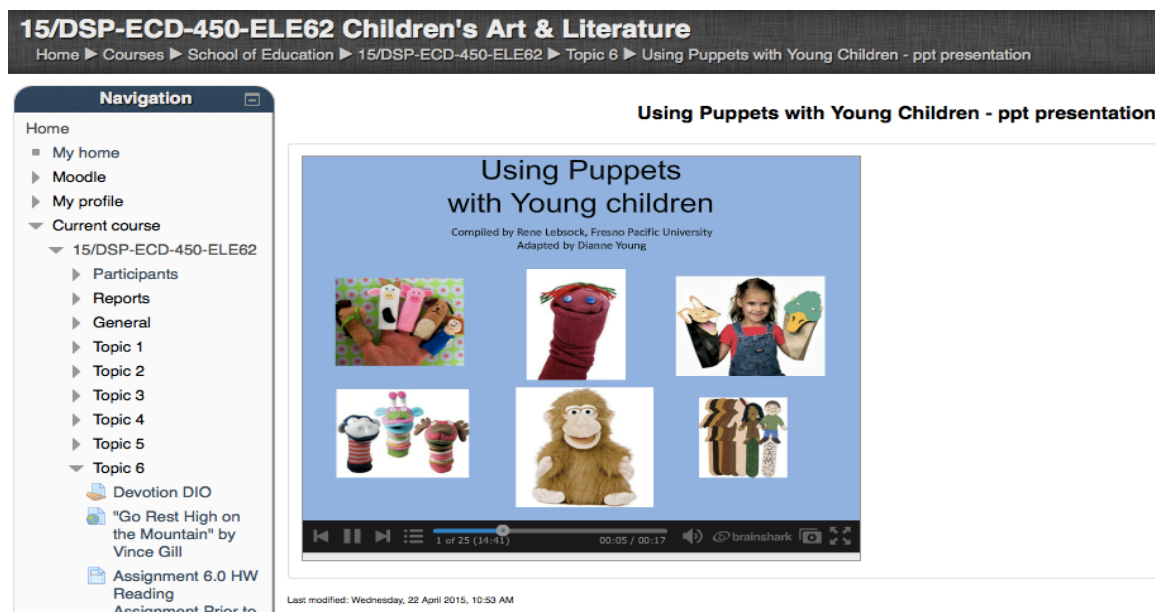 15/DSP-ECD-450-ELE62 Children's Art & Literature
Home ▶ Courses ▶ School of Education ▶ 15/DSP-ECD-450-ELE62 ▶ Topic 6 ▶ Using Puppets with Young Children - ppt presentation
Navigation
Home
My home
Moodle
My profile
Current course
15/DSP-ECD-450-ELE62
Participants
Reports
General
Topic 1
Topic 2
Topic 3
Topic 4
Topic 5
Topic 6
Devotion DIO
"Go Rest High on
the Mountain" by
Vince Gill
Assignment 6.0 HW
Reading
Assignment Prior to
Using Puppets with Young Children - ppt presentation
Using Puppets
with Young children
Compiled by Rene Lebsock, Fresno Pacific University
Adapted by Dianne Young
1 of 25 (14:41)
00:05 / 00:17
brainshark
Last modified: Wednesday, 22 April 2015, 10:53 AM